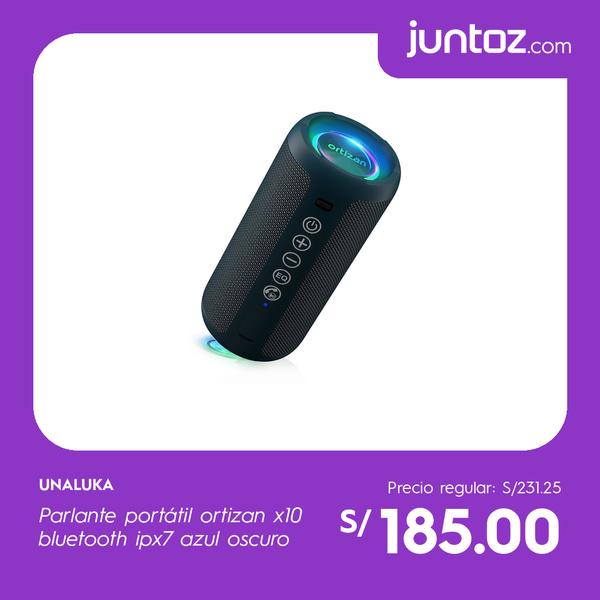 juntoz.com
ortizan
EQ
UNALUKA
Parlante portátil ortizan x10
bluetooth ipx7 azul oscuro
Precio regular: S/231.25
S/185.00